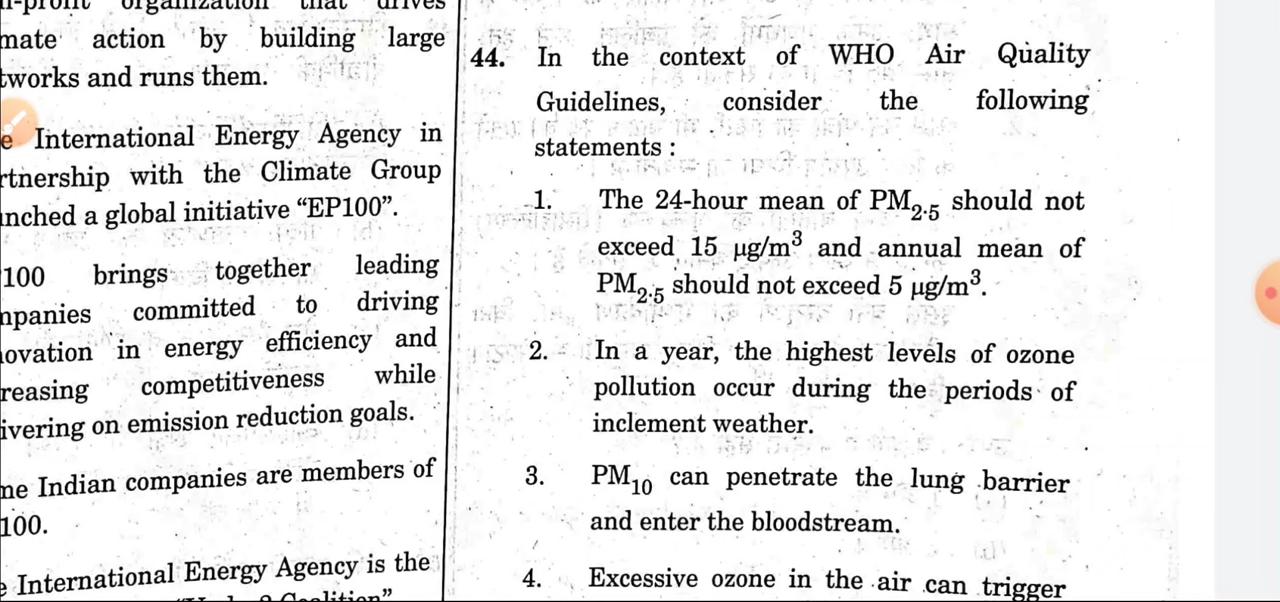 organization that drives
mate action by building large
tworks and runs them.
e International Energy Agency in
rtnership with the Climate Group
nched a global initiative “EP100”.
100 brings together leading
mpanies committed to driving
ovation in energy efficiency and
reasing competitiveness while
ivering on emission reduction goals.
me Indian companies are members of
100.
e International Energy Agency is the
Coalition”
44. In the context of WHO Air Quality
Guidelines, consider the following
statements :
1. The 24-hour mean of PM2·5 should not
exceed 15 µg/m³ and annual mean of
PM2·5 should not exceed 5 µg/m³.
2. In a year, the highest levels of ozone
pollution occur during the periods of
inclement weather.
3. PM10 can penetrate the lung barrier
and enter the bloodstream.
4. Excessive ozone in the air can trigger